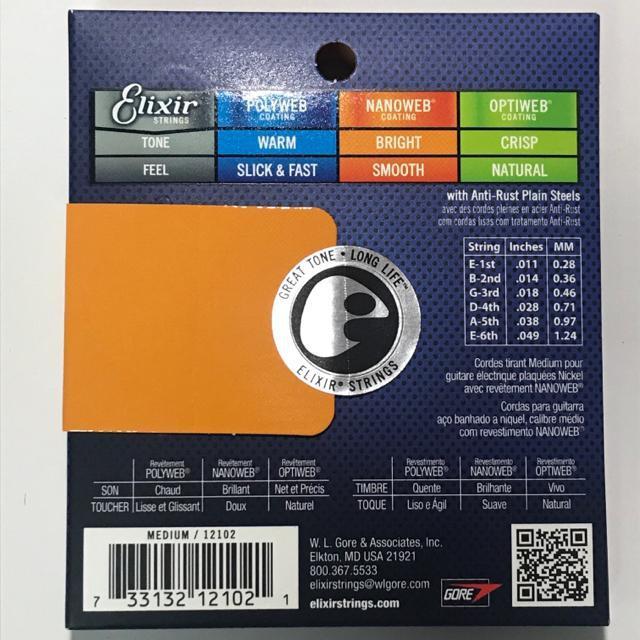 Elixir
STRINGS
POLYWEB®
COATING
NANOWEB®
COATING
OPTIWEB®
COATING
TONE WARM BRIGHT CRISP
FEEL SLICK & FAST SMOOTH NATURAL
with Anti-Rust Plain Steels
avec des cordes pleines en acier Anti-Rust
com cordas lisas com tratamento Anti-Rust
String Inches MM
E-1st .011 0.28
B-2nd .014 0.36
G-3rd .018 0.46
D-4th .028 0.71
A-5th .038 0.97
E-6th .049 1.24
GREAT TONE • LONG LIFE™
ELIXIR® STRINGS
Cordes tirant Medium pour
guitare électrique plaquées Nickel
avec revêtement NANOWEB®
Cordas para guitarra
aço banhado a níquel, calibre médio
com revestimento NANOWEB®
Revêtement Revêtement Revêtement
POLYWEB® NANOWEB® OPTIWEB®
SON Chaud Brillant Net et Précis
TOUCHER Lisse et Glissant Doux Naturel
Revestimento Revestimento Revestimento
POLYWEB® NANOWEB® OPTIWEB®
TIMBRE Quente Brilhante Vivo
TOQUE Liso e Ágil Suave Natural
MEDIUM / 12102
7 33132 12102 1
W. L. Gore & Associates, Inc.
Elkton, MD USA 21921
800.367.5533
elixirstrings@wlgore.com
elixirstrings.com
GORE